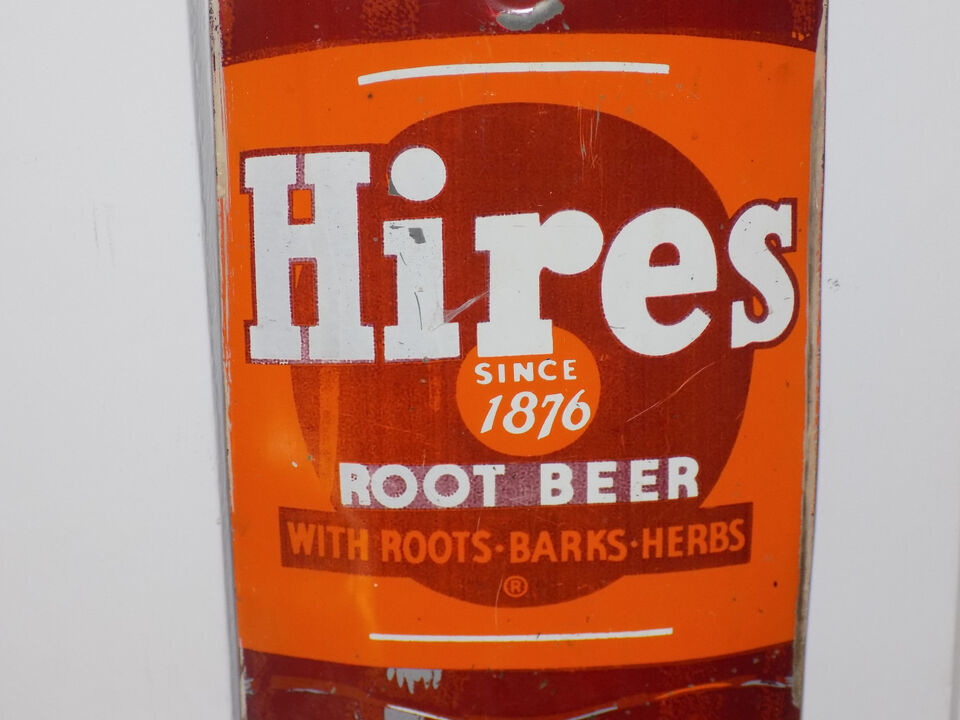 Hires
SINCE
1876
ROOT BEER
WITH ROOTS·BARKS·HERBS
®